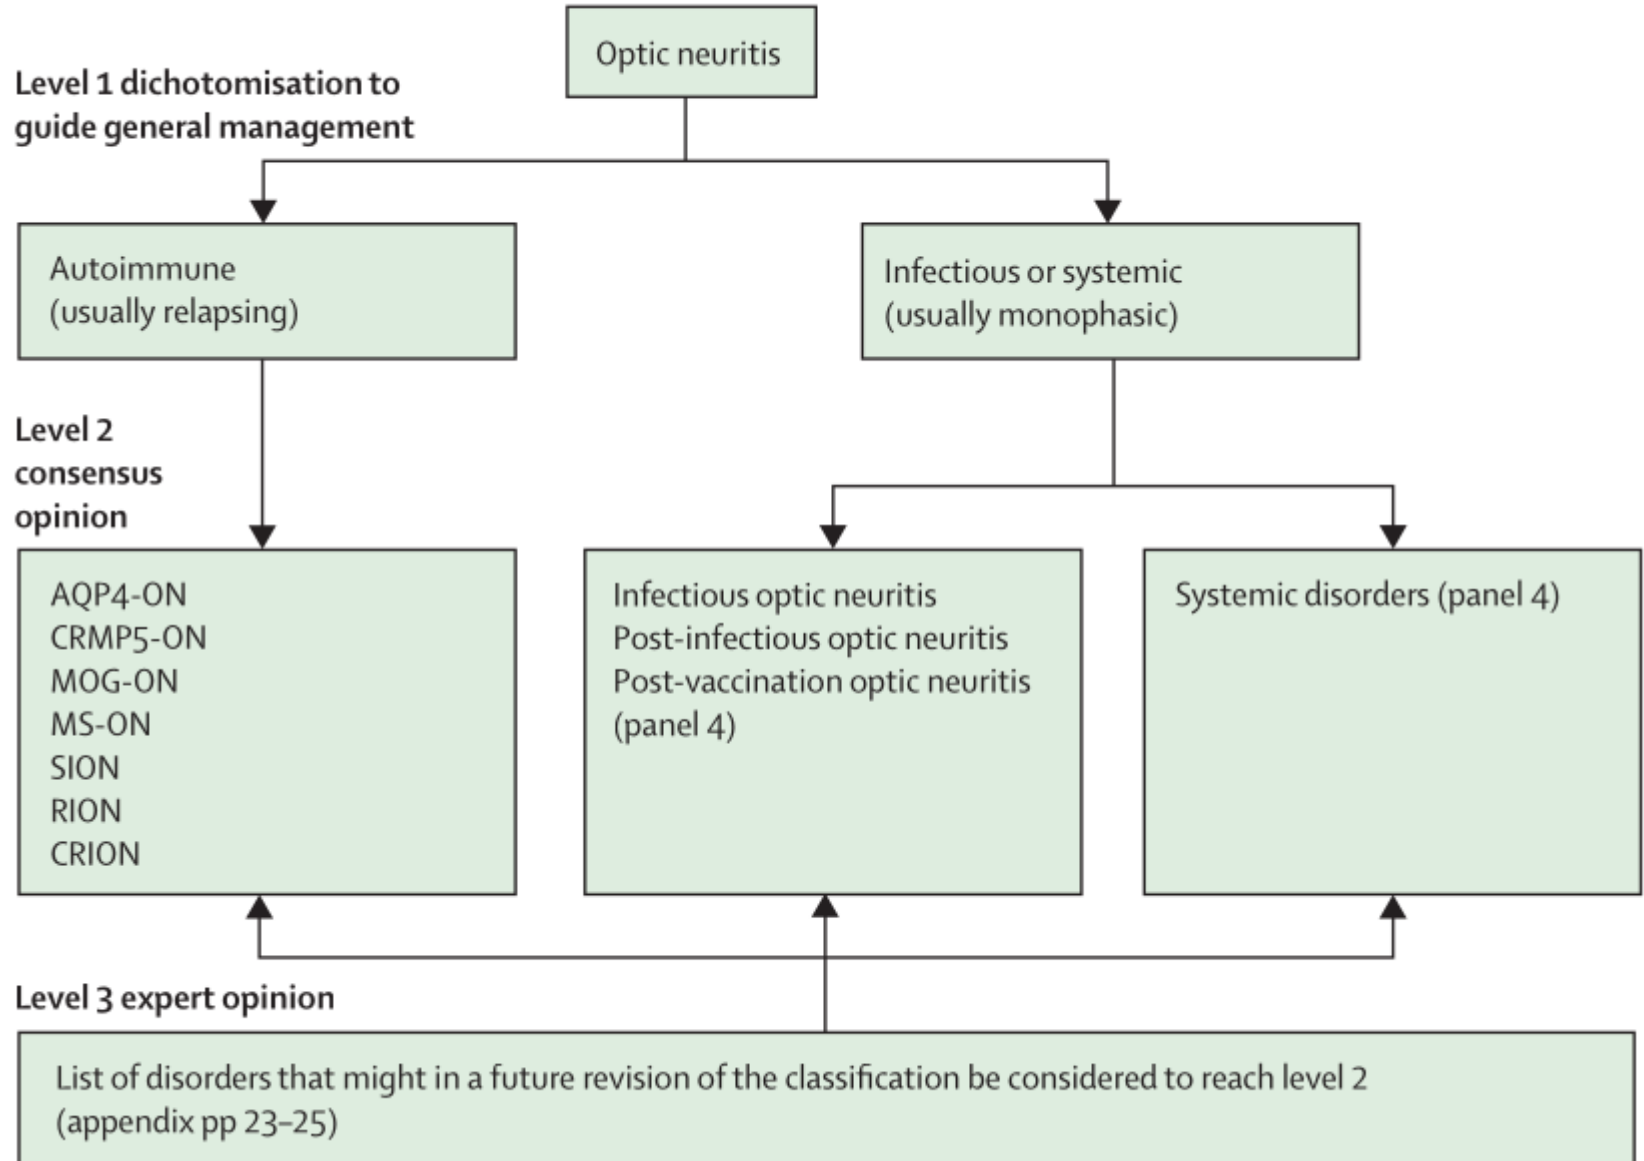 Optic neuritis
Level 1 dichotomisation to
guide general management
Autoimmune
(usually relapsing)
Infectious or systemic
(usually monophasic)
Level 2
consensus
opinion
AQP4-ON
CRMP5-ON
MOG-ON
MS-ON
SION
RION
CRION
Infectious optic neuritis
Post-infectious optic neuritis
Post-vaccination optic neuritis
(panel 4)
Systemic disorders (panel 4)
Level 3 expert opinion
List of disorders that might in a future revision of the classification be considered to reach level 2
(appendix pp 23–25)